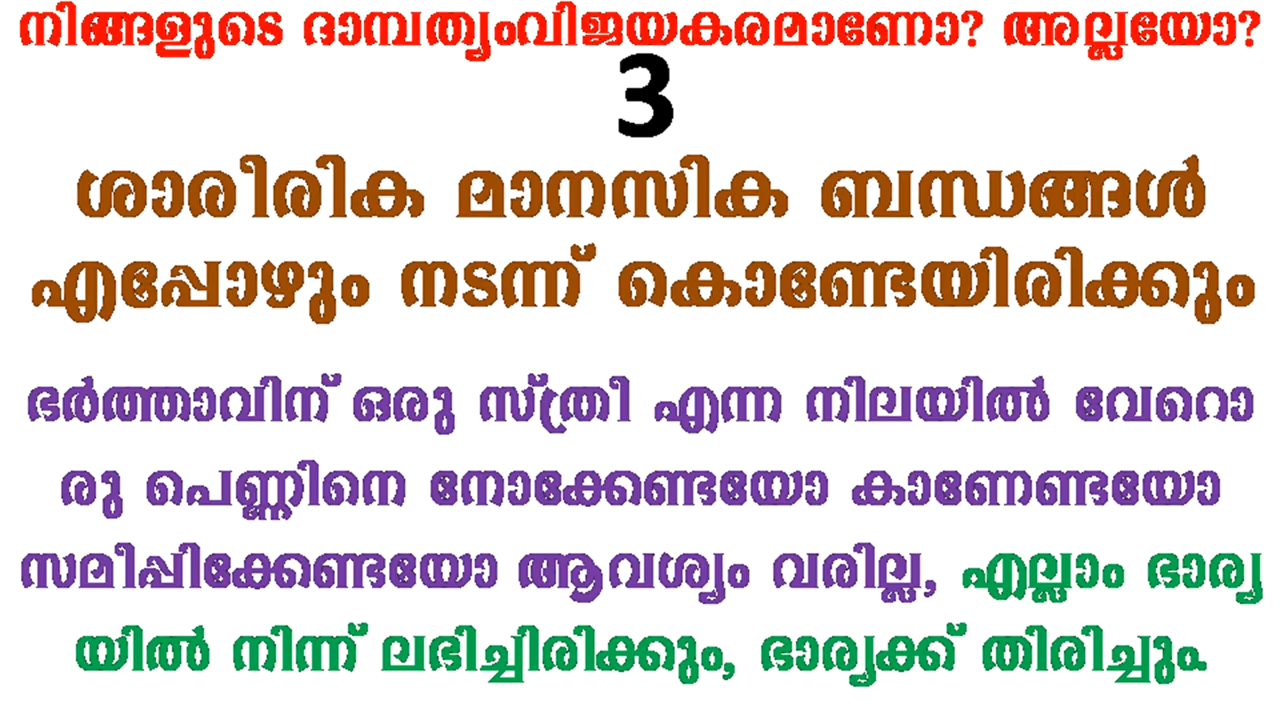 നിങ്ങളുടെ ദാമ്പത്യംവിജയകരമാണോ? അല്ലയോ?
3
ശാരീരിക മാനസിക ബന്ധങ്ങൾ
എപ്പോഴും നടന്ന് കൊണ്ടേയിരിക്കും
ഭർത്താവിന് ഒരു സ്ത്രീ എന്ന നിലയിൽ വേറൊ
രു പെണ്ണിനെ നോക്കേണ്ടയോ കാണേണ്ടയോ
സമീപ്പിക്കേണ്ടയോ ആവശ്യം വരില്ല, എല്ലാം ഭാര്യ
യിൽ നിന്ന് ലഭിച്ചിരിക്കും, ഭാര്യക്ക് തിരിച്ചും.